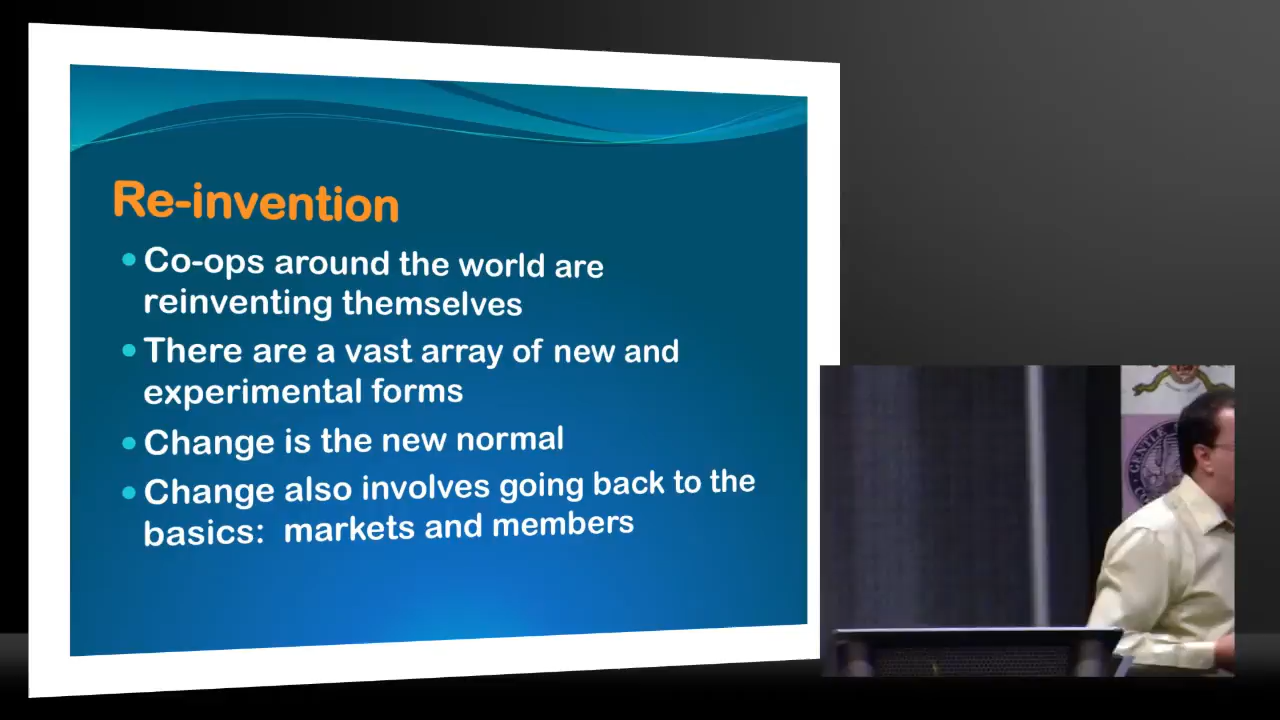 Re-invention
• Co-ops around the world are
reinventing themselves
• There are a vast array of new and
experimental forms
• Change is the new normal
• Change also involves going back to the
basics:  markets and members